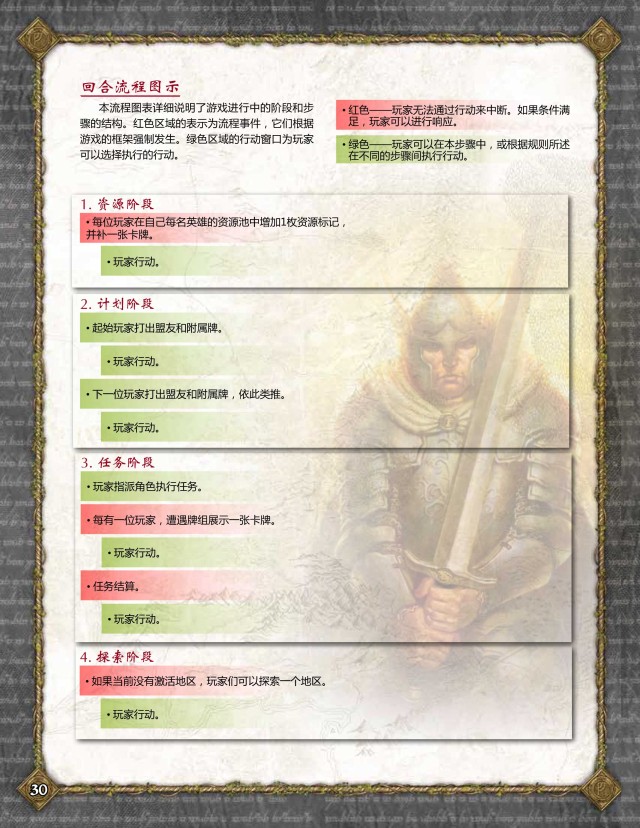 回合流程图示
本流程图表详细说明了游戏进行中的阶段和步
骤的结构。红色区域的表示为流程事件，它们根据
游戏的框架强制发生。绿色区域的行动窗口为玩家
可以选择执行的行动。
• 红色——玩家无法通过行动来中断。如果条件满
足，玩家可以进行响应。
• 绿色——玩家可以在本步骤中，或根据规则所述
在不同的步骤间执行行动。
1. 资源阶段
• 每位玩家在自己每名英雄的资源池中增加1枚资源标记，
并补一张卡牌。
• 玩家行动。
2. 计划阶段
• 起始玩家打出盟友和附属牌。
• 玩家行动。
• 下一位玩家打出盟友和附属牌，依此类推。
• 玩家行动。
3. 任务阶段
• 玩家指派角色执行任务。
• 每有一位玩家，遭遇牌组展示一张卡牌。
• 玩家行动。
• 任务结算。
• 玩家行动。
4. 探索阶段
• 如果当前没有激活地区，玩家们可以探索一个地区。
• 玩家行动。
30